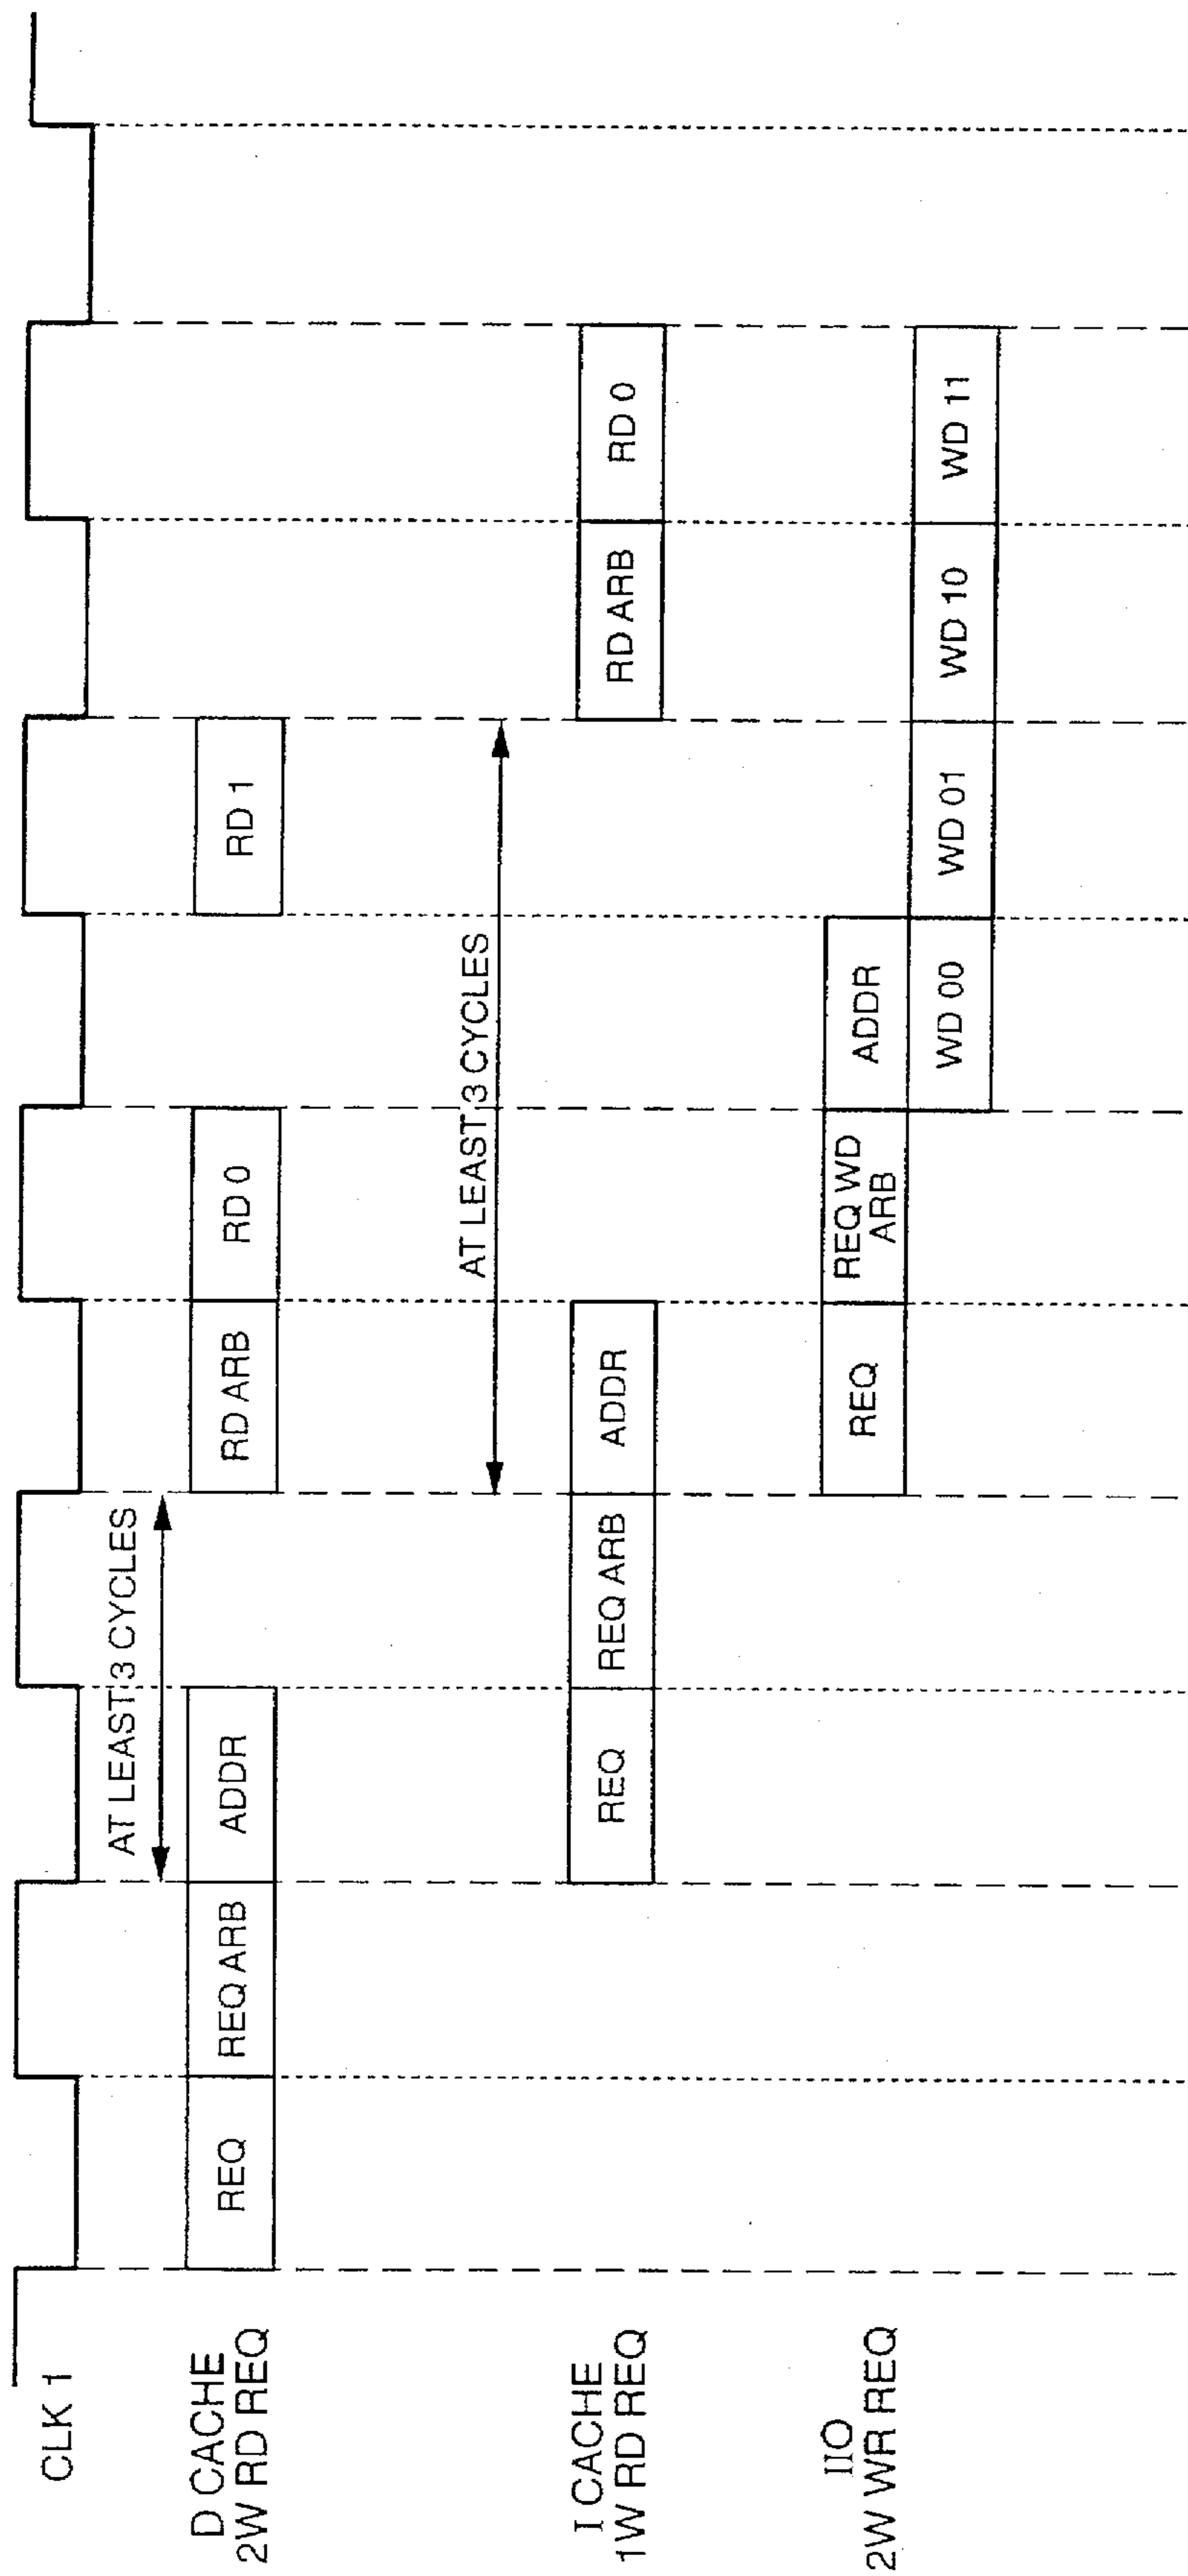 CLK 1
D CACHE
2W RD REQ
REQ
REQ ARB
ADDR
AT LEAST 3 CYCLES
RD ARB
RD 0
RD 1
I CACHE
1W RD REQ
REQ
REQ ARB
ADDR
AT LEAST 3 CYCLES
RD ARB
RD 0
IIO
2W WR REQ
REQ
REQ WD
ARB
ADDR
WD 00
WD 01
WD 10
WD 11